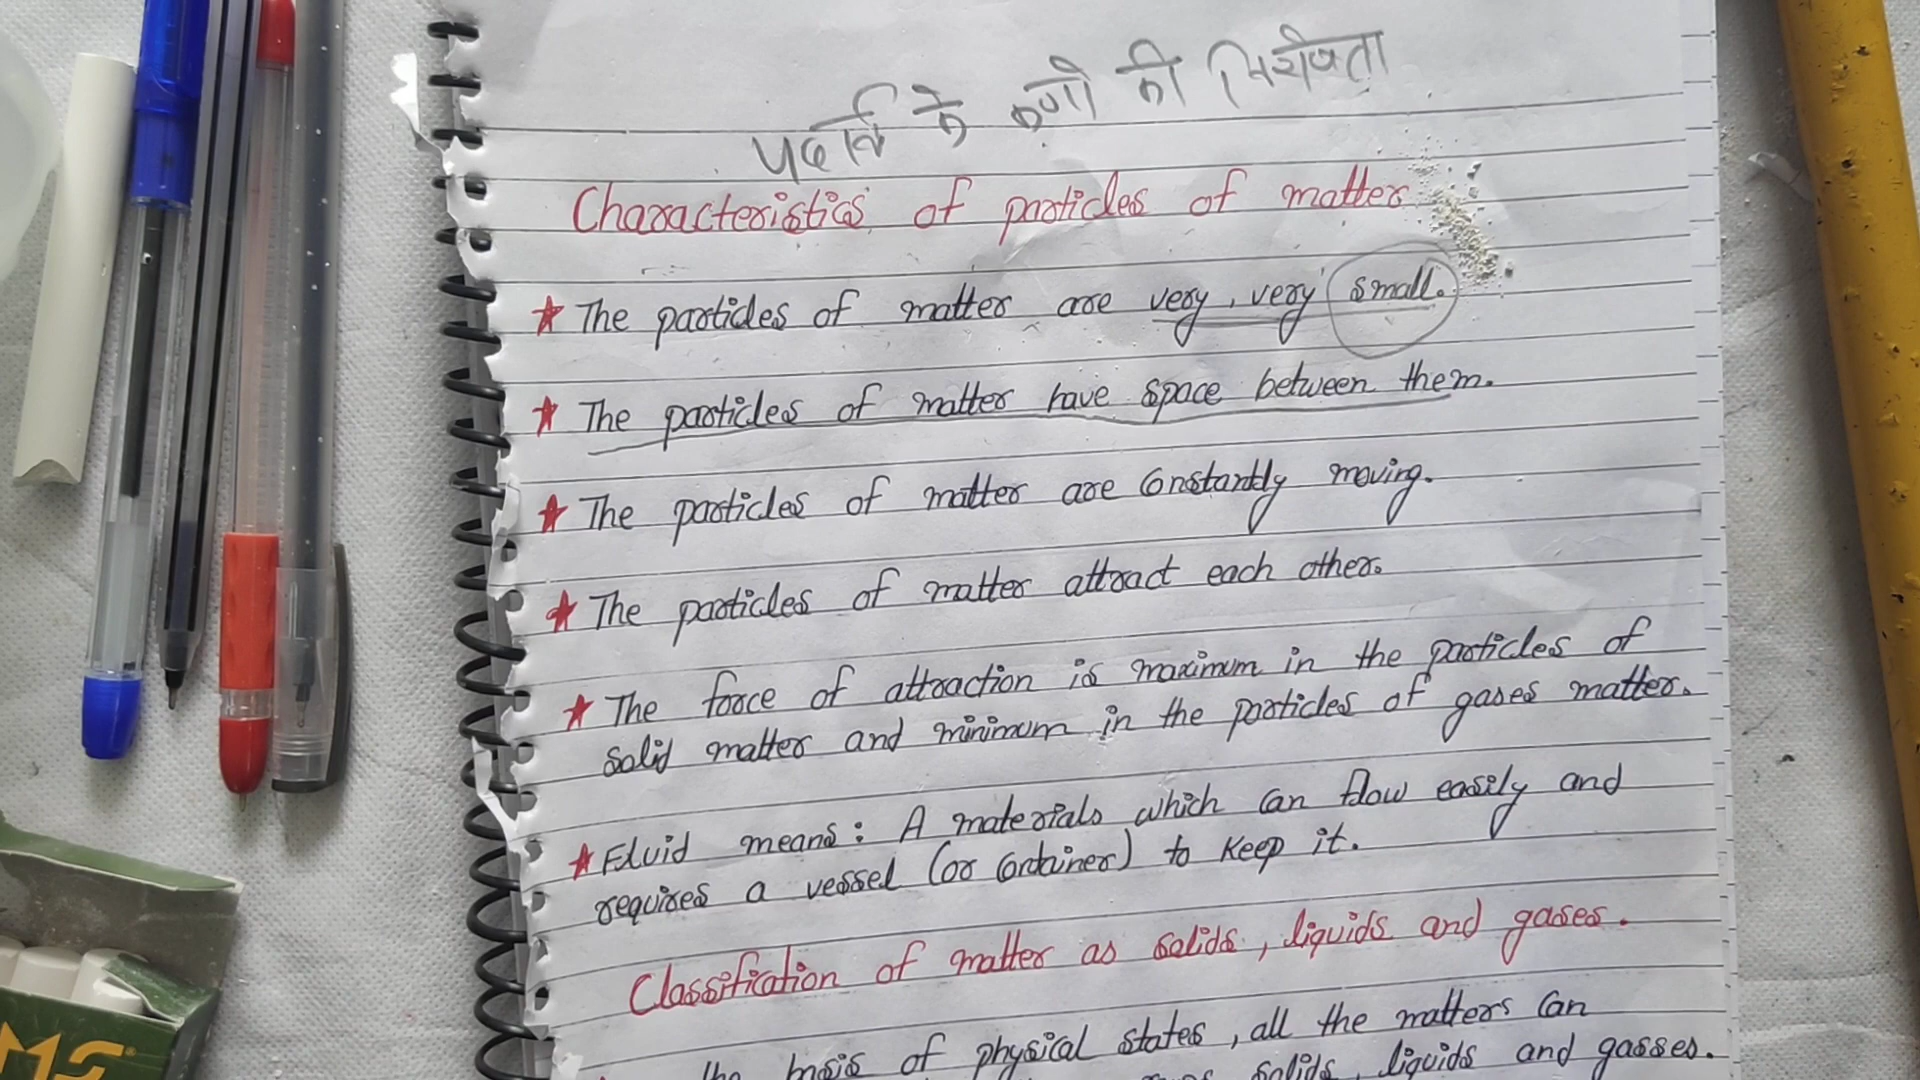 पदार्थ के कणो की विशेषता
Characteristics of particles of matter
★ The particles of matter are very, very small.
★ The particles of matter have space between them.
★ The particles of matter are constantly moving.
★ The particles of matter attract each other.
★ The force of attraction is maximum in the particles of
solid matter and minimum in the particles of gases matter.
★ Fluid means: A materials which can flow easily and
requires a vessel (or container) to keep it.
Classification of matter as solids, liquids and gases.
the basis of physical states, all the matters can
solids, liquids and gasses.